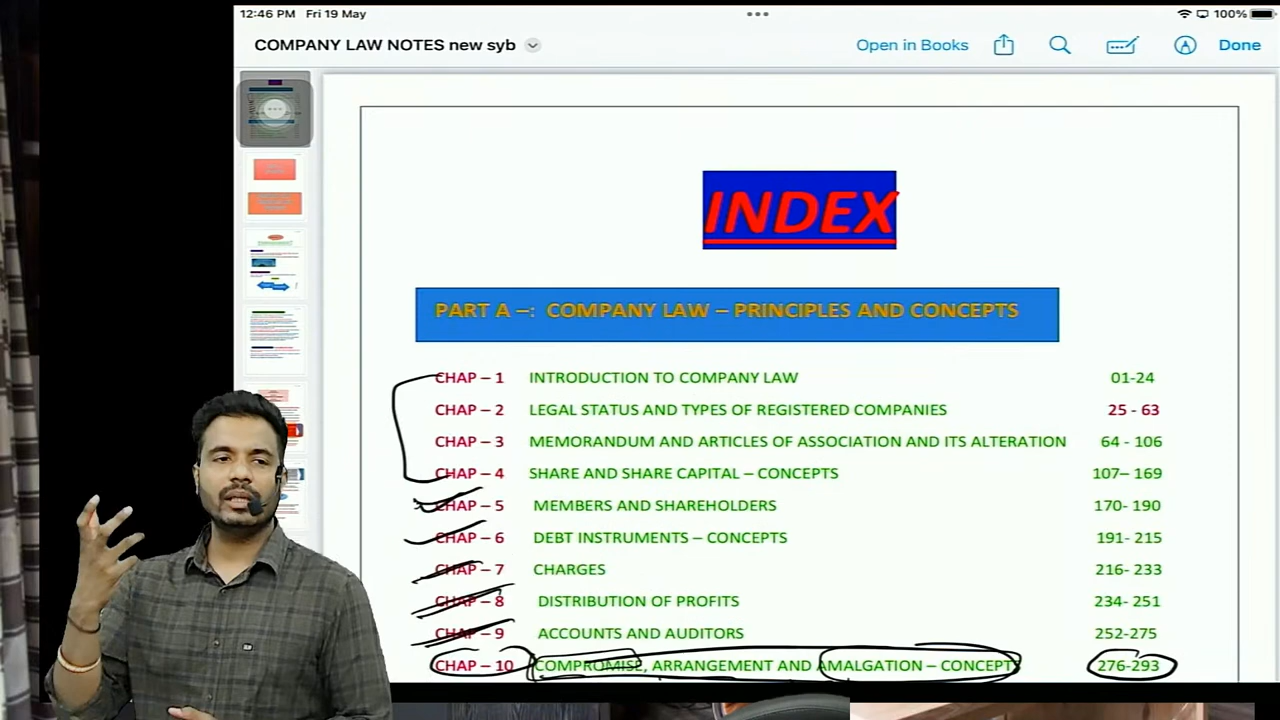 12:46 PM Fri 19 May
100%
COMPANY LAW NOTES new syb
Open in Books
Done
INDEX
PART A –: COMPANY LAW – PRINCIPLES AND CONCEPTS
CHAP – 1 INTRODUCTION TO COMPANY LAW 01-24
CHAP – 2 LEGAL STATUS AND TYPES OF REGISTERED COMPANIES 25 - 63
CHAP – 3 MEMORANDUM AND ARTICLES OF ASSOCIATION AND ITS ALTERATION 64 - 106
CHAP – 4 SHARE AND SHARE CAPITAL – CONCEPTS 107– 169
CHAP – 5 MEMBERS AND SHAREHOLDERS 170- 190
CHAP – 6 DEBT INSTRUMENTS – CONCEPTS 191- 215
CHAP – 7 CHARGES 216- 233
CHAP – 8 DISTRIBUTION OF PROFITS 234- 251
CHAP – 9 ACCOUNTS AND AUDITORS 252-275
CHAP – 10 COMPROMISE, ARRANGEMENT AND AMALGATION – CONCEPTS 276-293